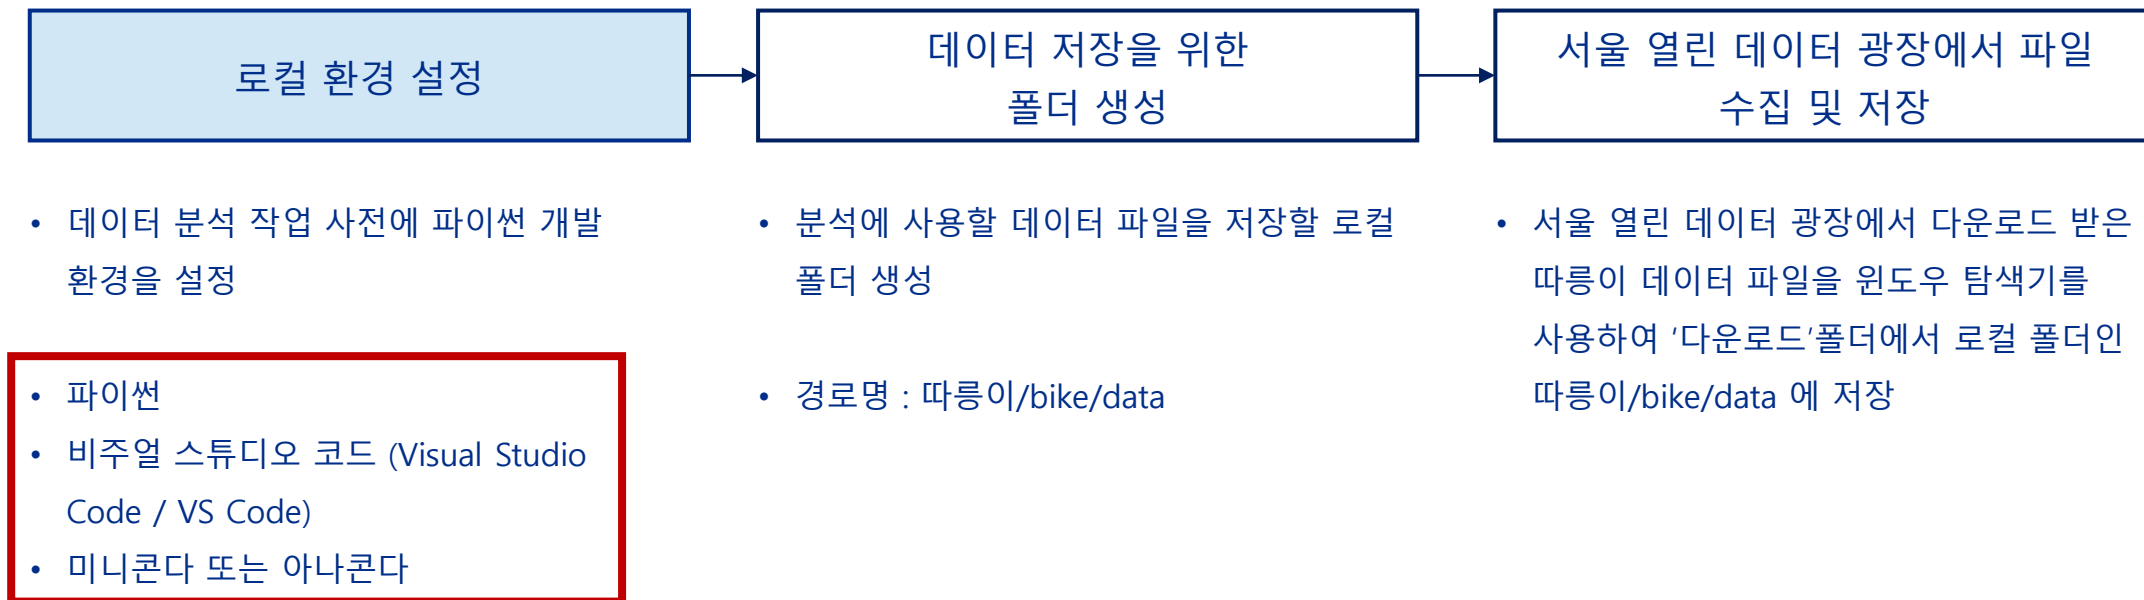 로컬 환경 설정
데이터 저장을 위한
폴더 생성
서울 열린 데이터 광장에서 파일
수집 및 저장
• 데이터 분석 작업 사전에 파이썬 개발
환경을 설정
• 파이썬
• 비주얼 스튜디오 코드 (Visual Studio
Code / VS Code)
• 미니콘다 또는 아나콘다
• 분석에 사용할 데이터 파일을 저장할 로컬
폴더 생성
• 경로명 : 따릉이/bike/data
• 서울 열린 데이터 광장에서 다운로드 받은
따릉이 데이터 파일을 윈도우 탐색기를
사용하여 ‘다운로드’폴더에서 로컬 폴더인
따릉이/bike/data 에 저장